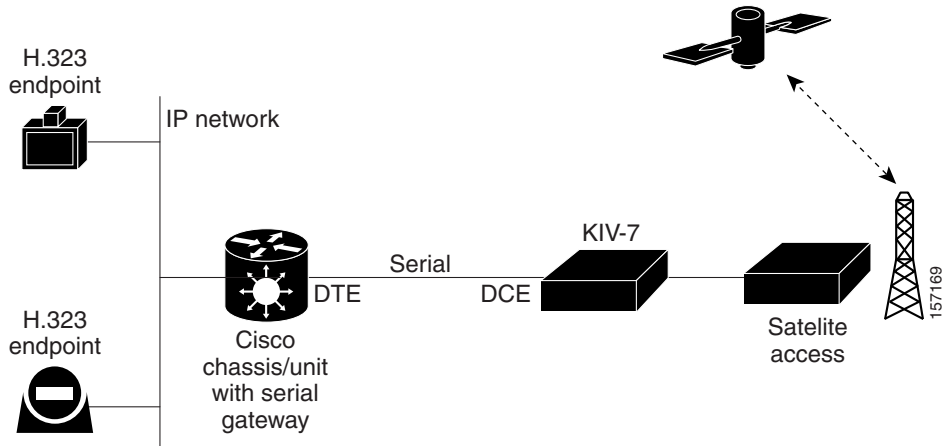 H.323
endpoint
IP network
H.323
endpoint
Serial
DTE
DCE
KIV-7
Cisco
chassis/unit
with serial
gateway
Satelite
access
157169